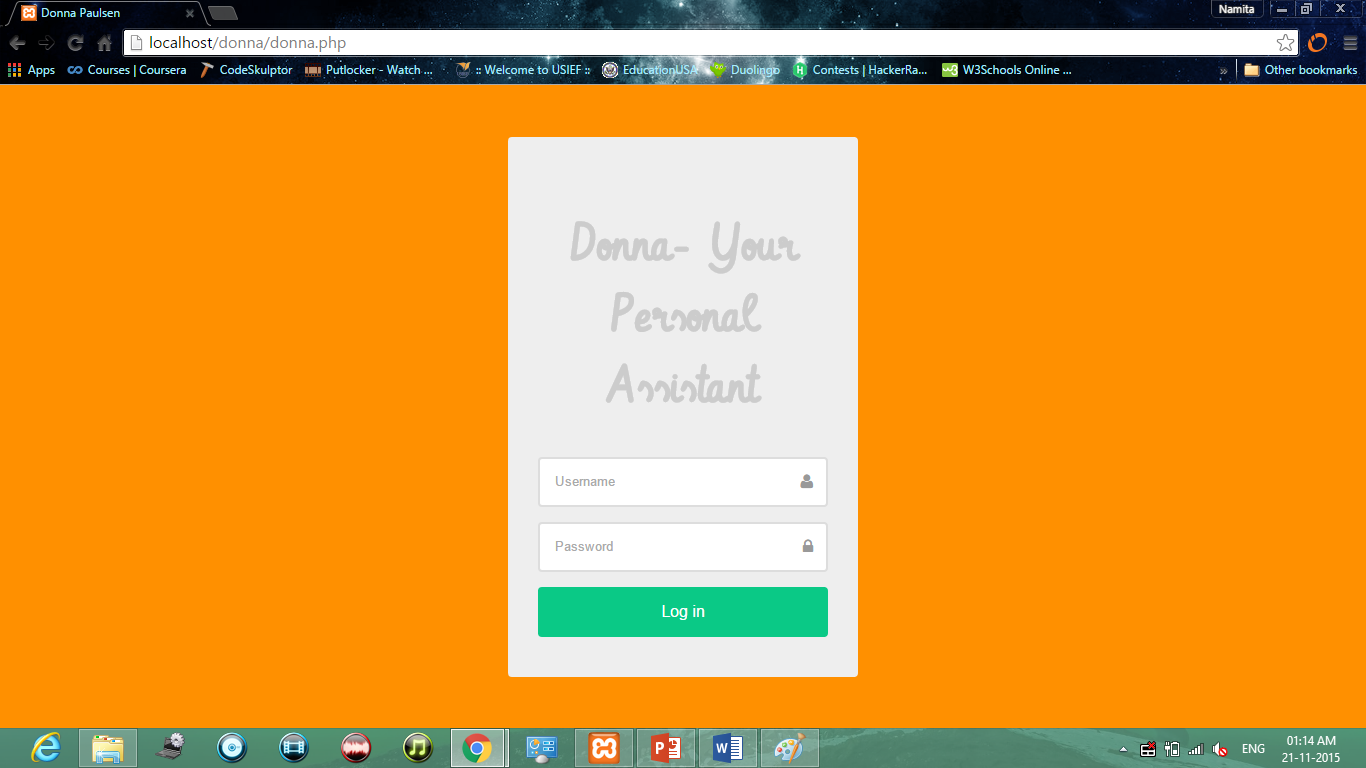 Donna Paulsen
Namita
localhost/donna/donna.php
Apps Courses | Coursera CodeSkulptor Putlocker - Watch ... :: Welcome to USIEF :: EducationUSA Duolingo Contests | HackerRa... W3Schools Online ... » Other bookmarks
Donna- Your
Personal
Assistant
Username
Password
Log in
ENG
01:14 AM
21-11-2015